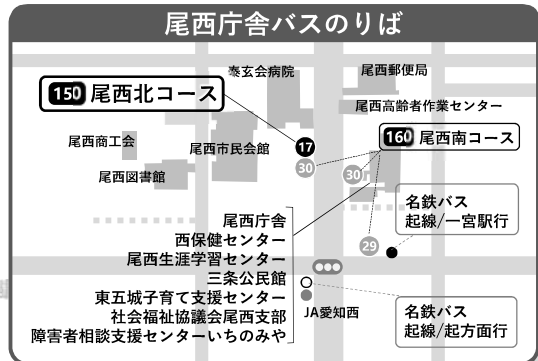 尾西庁舎バスのりば
泰玄会病院
尾西郵便局
150 尾西北コース
尾西高齢者作業センター
160 尾西南コース
尾西商工会
尾西市民会館
17
30
30
尾西図書館
名鉄バス
起線/一宮駅行
尾西庁舎
西保健センター
尾西生涯学習センター
三条公民館
東五城子育て支援センター
社会福祉協議会尾西支部
障害者相談支援センターいちのみや
29
JA愛知西
名鉄バス
起線/起方面行